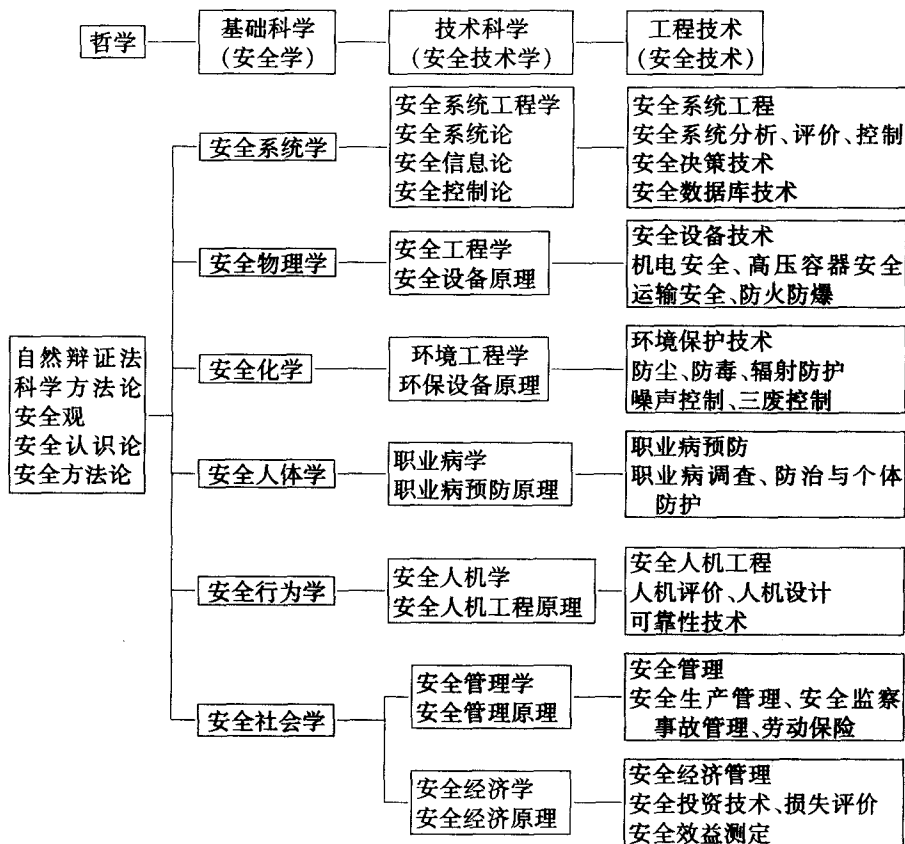 哲学
基础科学
(安全学)
技术科学
(安全技术学)
工程技术
(安全技术)
自然辩证法
科学方法论
安全观
安全认识论
安全方法论
安全系统学
安全系统工程学
安全系统论
安全信息论
安全控制论
安全系统工程
安全系统分析、评价、控制
安全决策技术
安全数据库技术
安全物理学
安全工程学
安全设备原理
安全设备技术
机电安全、高压容器安全
运输安全、防火防爆
安全化学
环境工程学
环保设备原理
环境保护技术
防尘、防毒、辐射防护
噪声控制、三废控制
安全人体学
职业病学
职业病预防原理
职业病预防
职业病调查、防治与个体
防护
安全行为学
安全人机学
安全人机工程原理
安全人机工程
人机评价、人机设计
可靠性技术
安全社会学
安全管理学
安全管理原理
安全管理
安全生产管理、安全监察
事故管理、劳动保险
安全经济学
安全经济原理
安全经济管理
安全投资技术、损失评价
安全效益测定